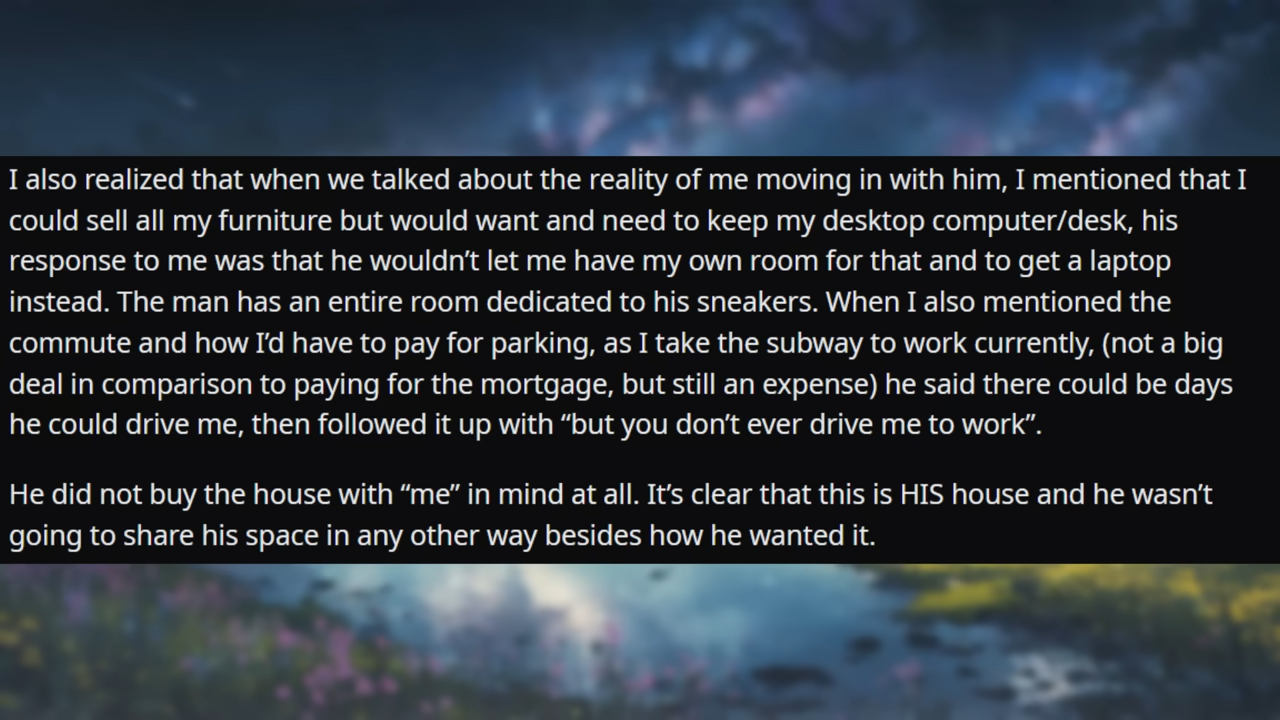 I also realized that when we talked about the reality of me moving in with him, I mentioned that I
could sell all my furniture but would want and need to keep my desktop computer/desk, his
response to me was that he wouldn’t let me have my own room for that and to get a laptop
instead. The man has an entire room dedicated to his sneakers. When I also mentioned the
commute and how I’d have to pay for parking, as I take the subway to work currently, (not a big
deal in comparison to paying for the mortgage, but still an expense) he said there could be days
he could drive me, then followed it up with “but you don’t ever drive me to work”.
He did not buy the house with “me” in mind at all. It’s clear that this is HIS house and he wasn’t
going to share his space in any other way besides how he wanted it.